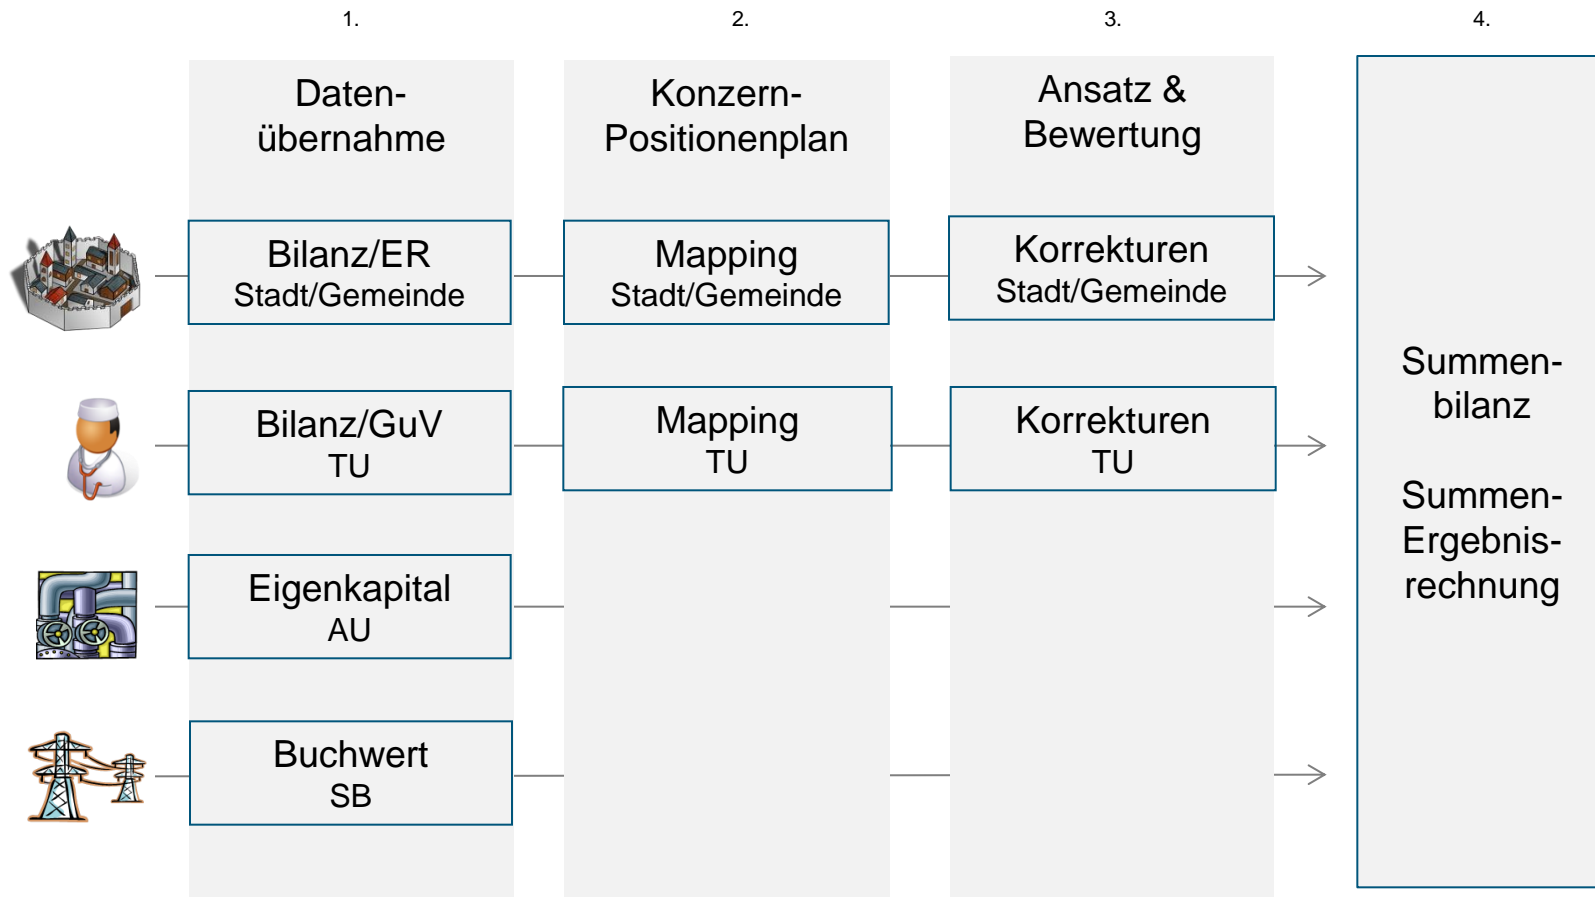 1.
2.
3.
4.
Daten-
übernahme
Konzern-
Positionenplan
Ansatz &
Bewertung
Bilanz/ER
Stadt/Gemeinde
Mapping
Stadt/Gemeinde
Korrekturen
Stadt/Gemeinde
Bilanz/GuV
TU
Mapping
TU
Korrekturen
TU
Eigenkapital
AU
Buchwert
SB
Summen-
bilanz
Summen-
Ergebnis-
rechnung